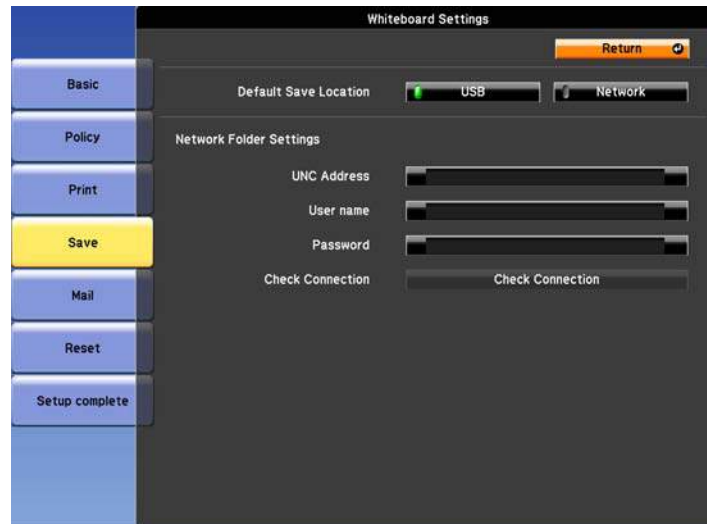 Whiteboard Settings
Return
Basic
Default Save Location USB Network
Policy
Network Folder Settings
UNC Address
Print
User name
Save
Password
Check Connection Check Connection
Mail
Reset
Setup complete